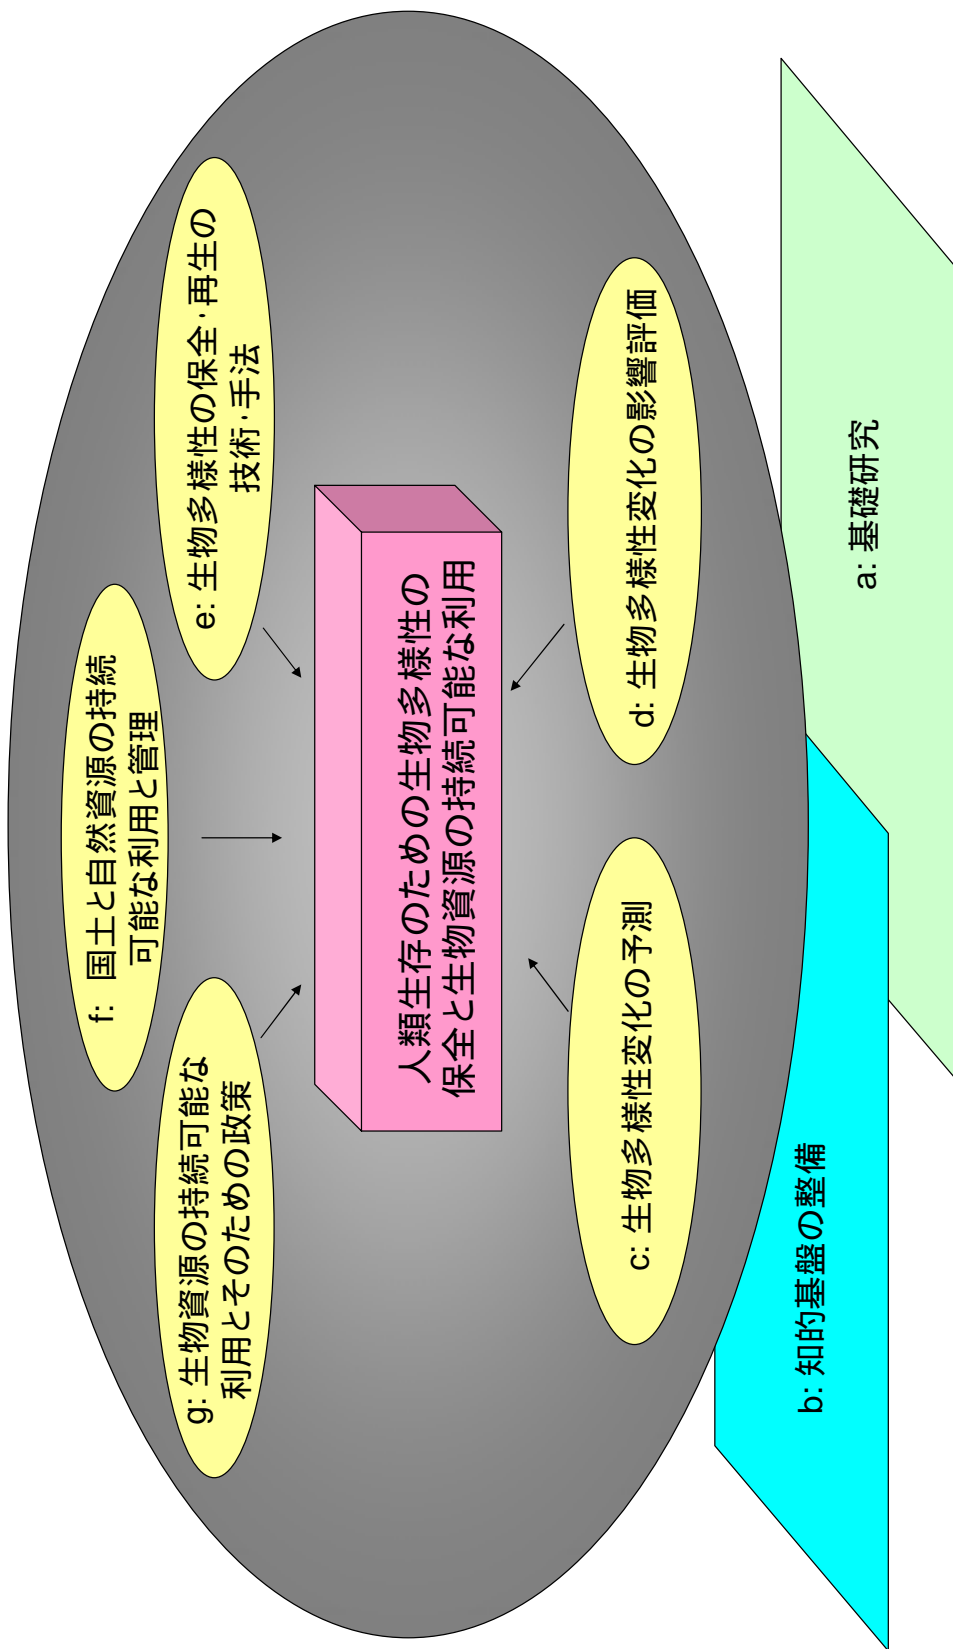 f: 国土と自然資源の持続
可能な利用と管理
g: 生物資源の持続可能な
利用とそのための政策
e: 生物多様性の保全・再生の
技術・手法
人類生存のための生物多様性の
保全と生物資源の持続可能な利用
c: 生物多様性変化の予測
d: 生物多様性変化の影響評価
b: 知的基盤の整備
a: 基礎研究